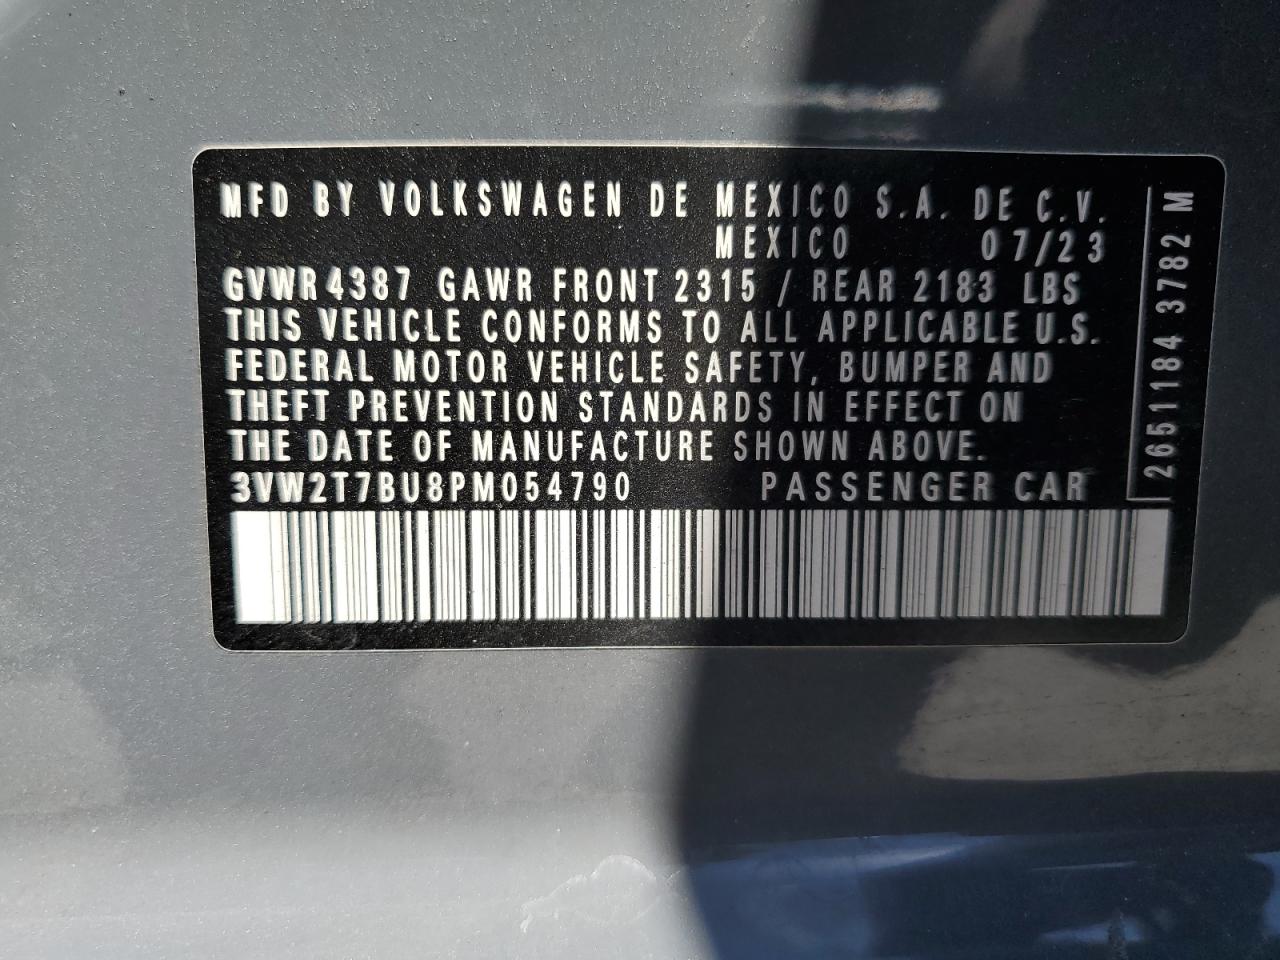 MFD BY VOLKSWAGEN DE MEXICO S.A. DE C.V.
MEXICO 07/23
GVWR 4387 GAWR FRONT 2315 / REAR 2183 LBS
THIS VEHICLE CONFORMS TO ALL APPLICABLE U.S.
FEDERAL MOTOR VEHICLE SAFETY, BUMPER AND
THEFT PREVENTION STANDARDS IN EFFECT ON
THE DATE OF MANUFACTURE SHOWN ABOVE.
3VW2T7BU8PM054790 PASSENGER CAR
2651184 3782 M